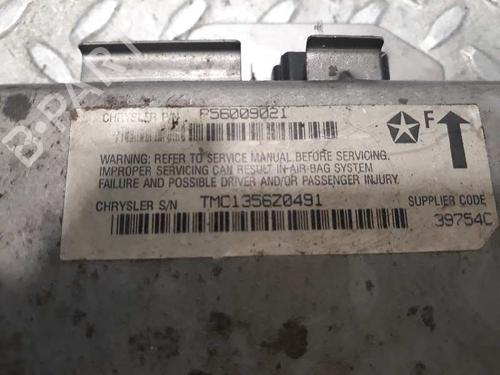 CHRYSLER P/N P56009021
F
WARNING: REFER TO SERVICE MANUAL BEFORE SERVICING.
IMPROPER SERVICING CAN RESULT IN AIR BAG SYSTEM
FAILURE AND POSSIBLE DRIVER AND/OR PASSENGER INJURY.
CHRYSLER S/N TMC1356Z0491 SUPPLIER CODE
39754C
B-PARTS